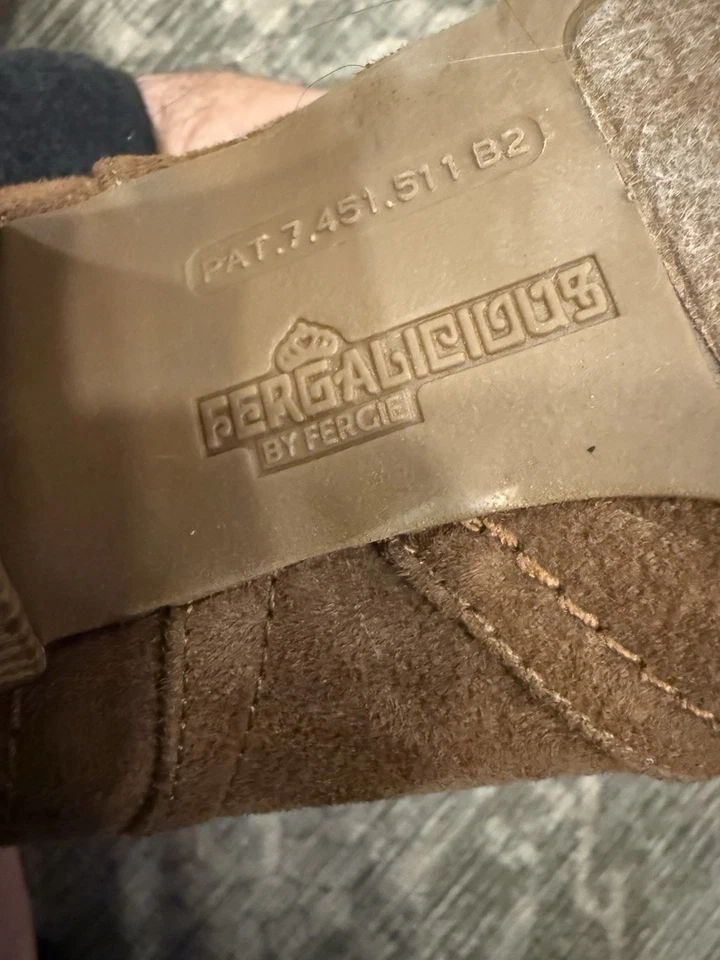 PAT.7.451.511 B2
FERGALICIOUS
BY FERGIE